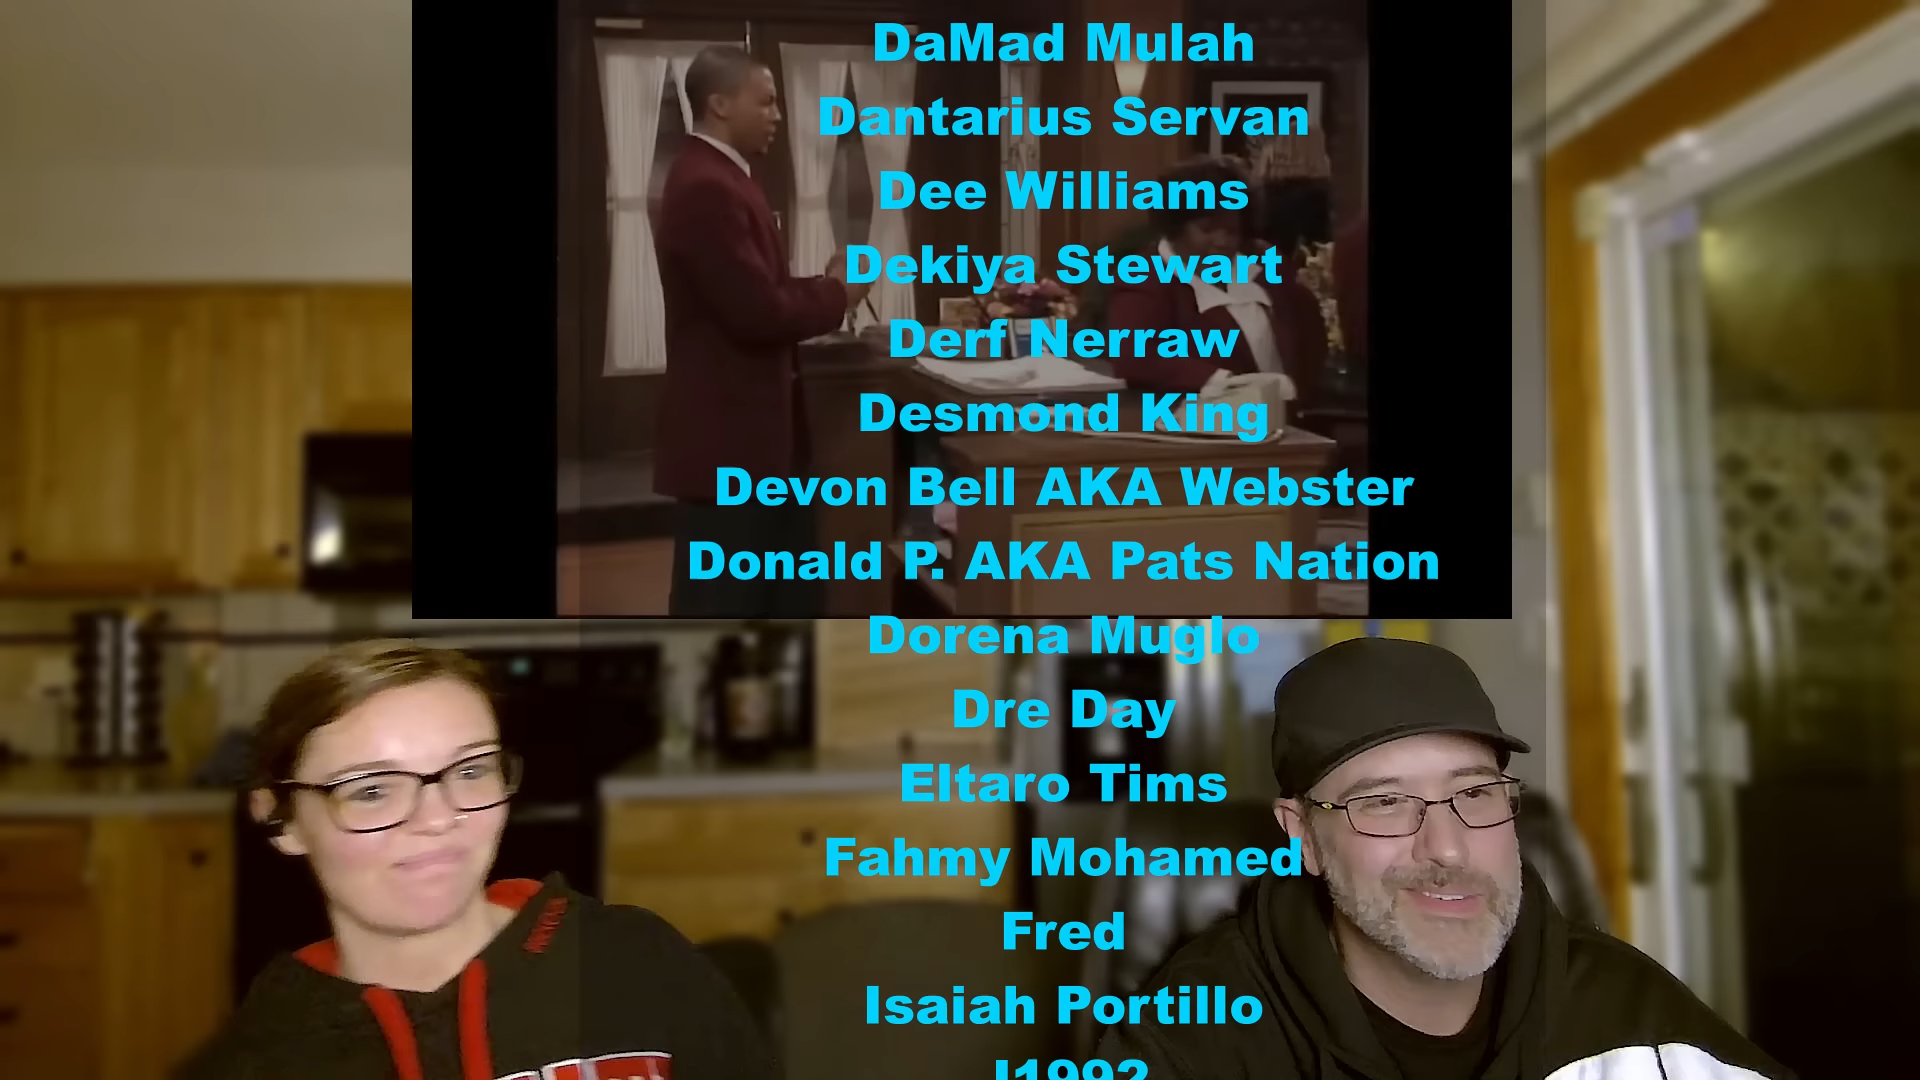 DaMad Mulah
Dantarius Servan
Dee Williams
Dekiya Stewart
Derf Nerraw
Desmond King
Devon Bell AKA Webster
Donald P. AKA Pats Nation
Dorena Muglo
Dre Day
Eltaro Tims
Fahmy Mohamed
Fred
Isaiah Portillo
J1992